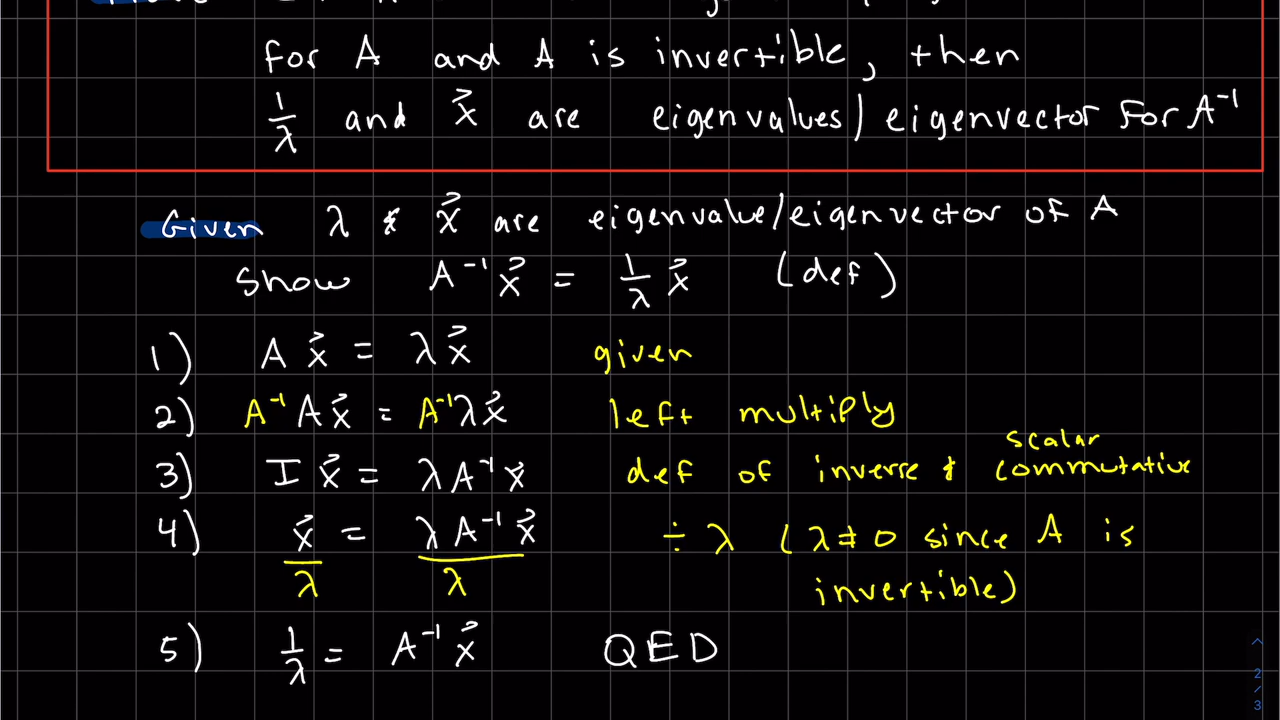 for A and A is invertible, then
1/λ and x⃗ are eigenvalues/eigenvector for A⁻¹
Given λ & x⃗ are eigenvalue/eigenvector of A
Show A⁻¹x⃗ = 1/λ x⃗ (def)
1) A x⃗ = λx⃗ given
2) A⁻¹Ax⃗ = A⁻¹λx⃗ left multiply
scalar
3) I x⃗ = λA⁻¹x⃗ def of inverse & commutative
4) x⃗/λ = λA⁻¹x⃗/λ ÷ λ (λ≠0 since A is
invertible)
5) 1/λ = A⁻¹x⃗ QED
2
/
3